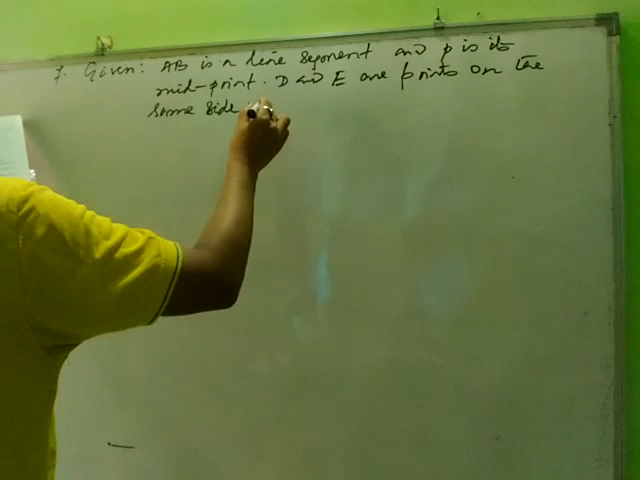 7. Given: AB is a line segment and p is its
mid-point. D and E are points on the
same side